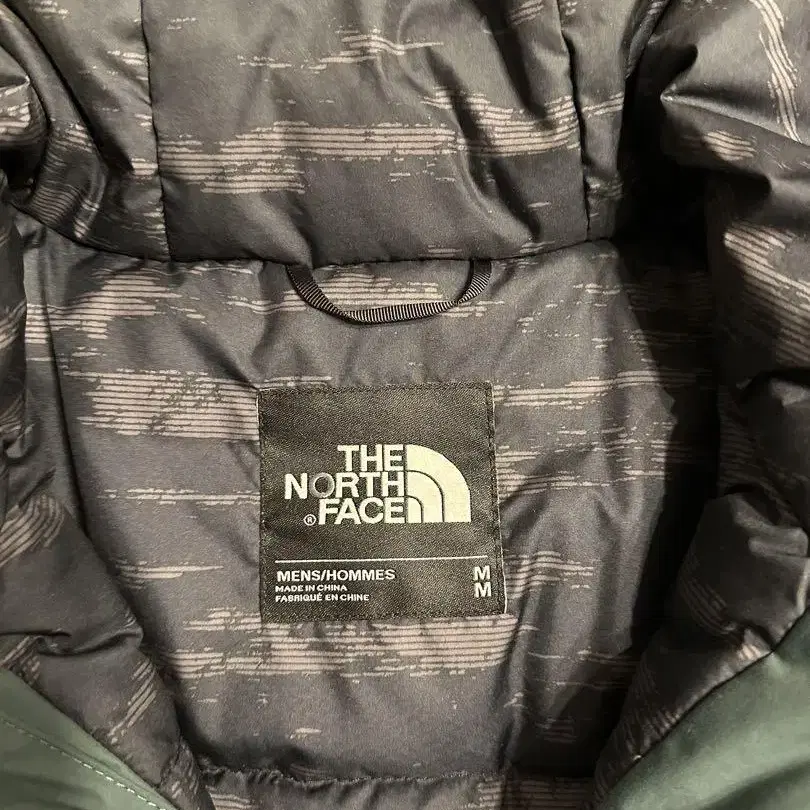 THE
NORTH
® FACE
MENS/HOMMES M
MADE IN CHINA M
FABRIQUÉ EN CHINE